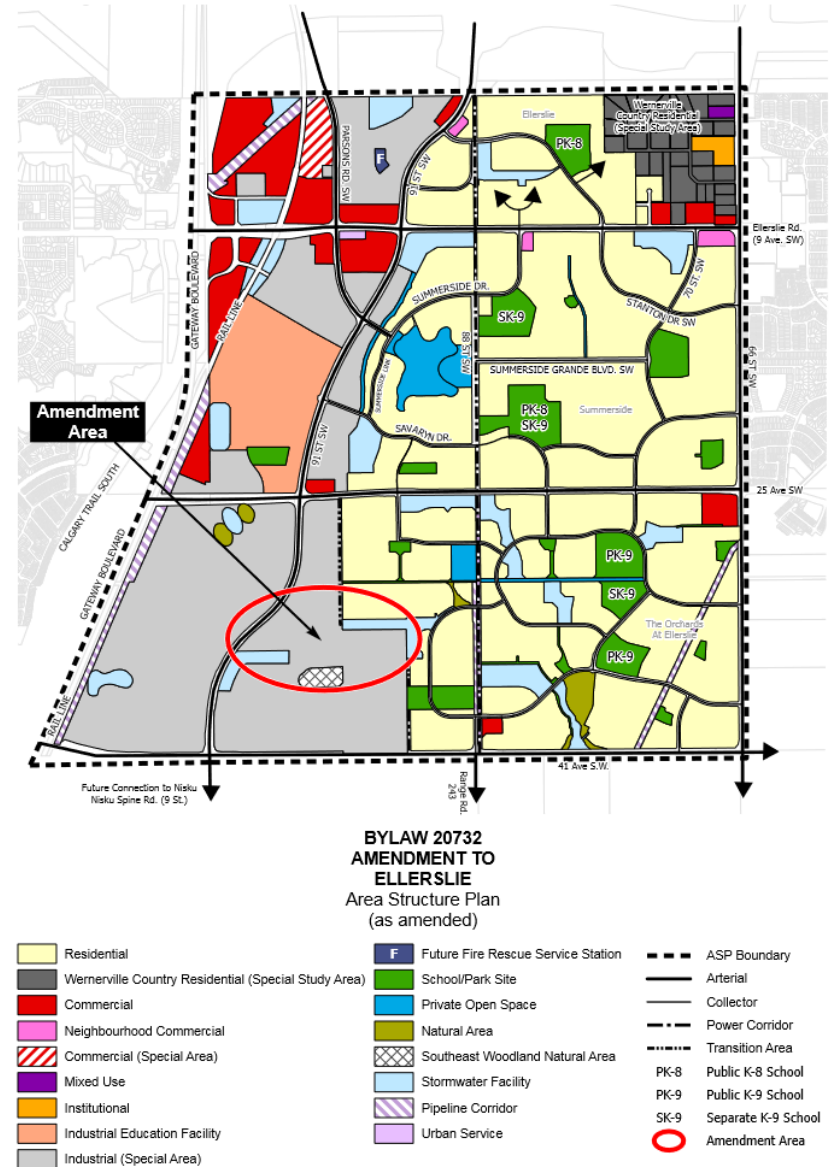 Wernerville
Country Residential
(Special Study Area)
Ellerslie
PK-8
F
PARSONS RD. SW
91 ST SW
Ellerslie Rd.
(9 Ave. SW)
GATEWAY BOULEVARD
RAIL LINE
SUMMERSIDE DR.
70 ST. SW
STANTON DR SW
SK-9
88 ST SW
66 ST SW
SUMMERSIDE LINK
SUMMERSIDE GRANDE BLVD. SW
PK-8
SK-9
Summerside
Amendment
Area
91 ST SW
SAVARYN DR.
25 Ave SW
CALGARY TRAIL SOUTH
GATEWAY BOULEVARD
PK-9
SK-9
The Orchards
At Ellerslie
PK-9
RAIL LINE
41 Ave S.W.
Future Connection to Nisku
Nisku Spine Rd. (9 St.)
Range Rd.
243
BYLAW 20732
AMENDMENT TO
ELLERSLIE
Area Structure Plan
(as amended)
Residential
Wernerville Country Residential (Special Study Area)
Commercial
Neighbourhood Commercial
Commercial (Special Area)
Mixed Use
Institutional
Industrial Education Facility
Industrial (Special Area)
F Future Fire Rescue Service Station
School/Park Site
Private Open Space
Natural Area
Southeast Woodland Natural Area
Stormwater Facility
Pipeline Corridor
Urban Service
ASP Boundary
Arterial
Collector
Power Corridor
Transition Area
PK-8 Public K-8 School
PK-9 Public K-9 School
SK-9 Separate K-9 School
Amendment Area